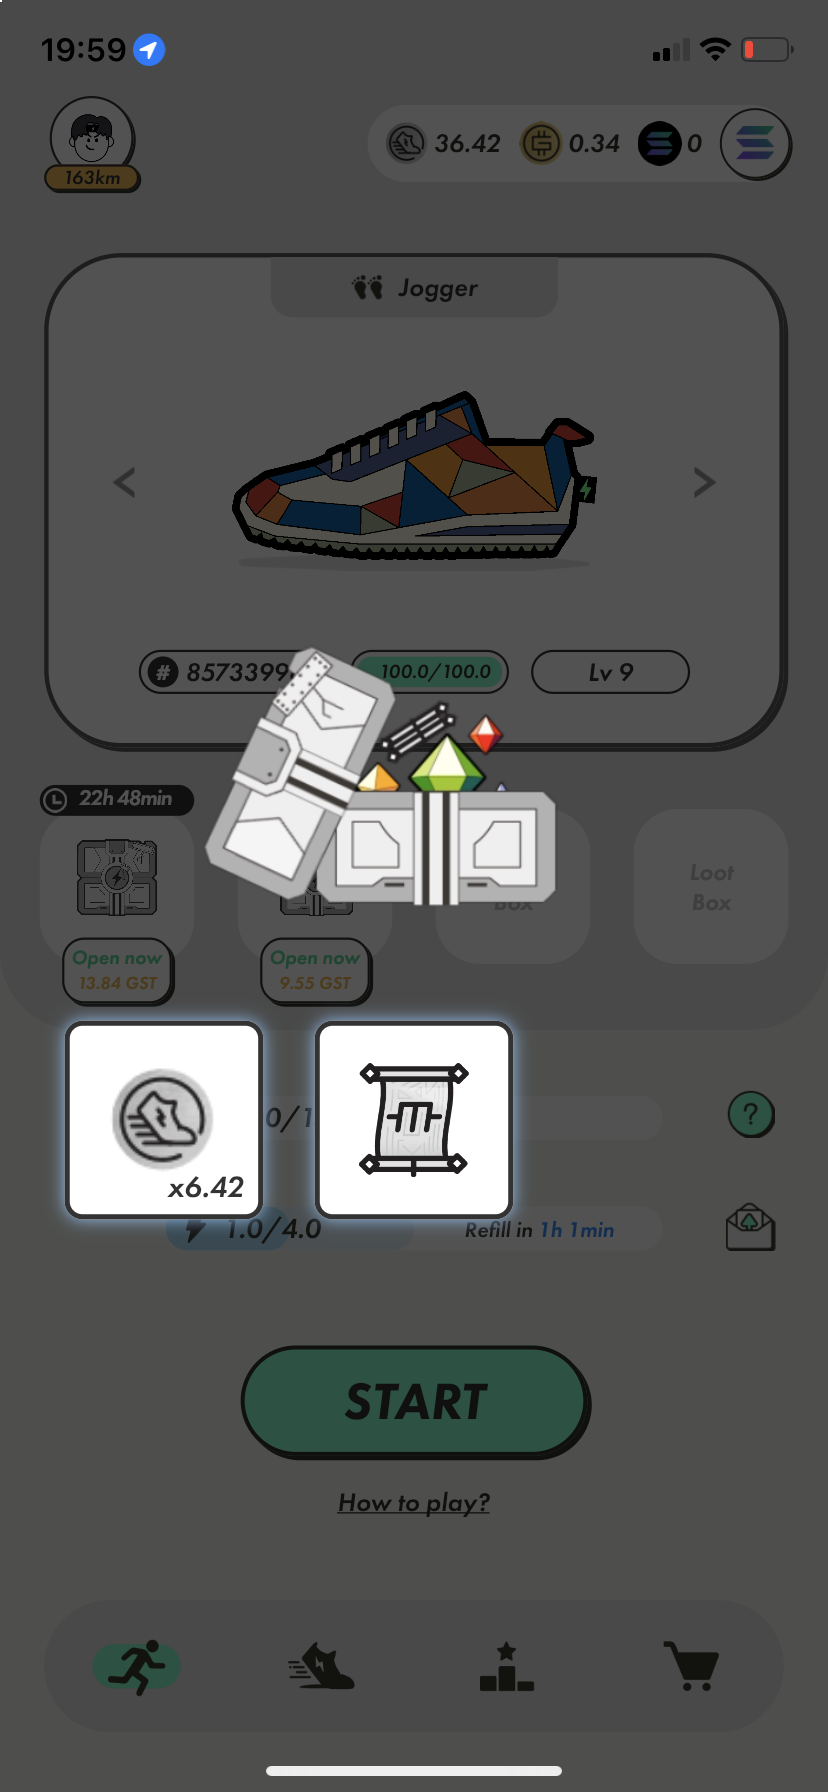 19:59
163km
36.42
0.34
0
Jogger
# 8573399
100.0/100.0
Lv 9
22h 48min
Box
Loot
Box
Open now
13.84 GST
Open now
9.55 GST
0/1
x6.42
?
1.0/4.0
Refill in 1h 1min
START
How to play?